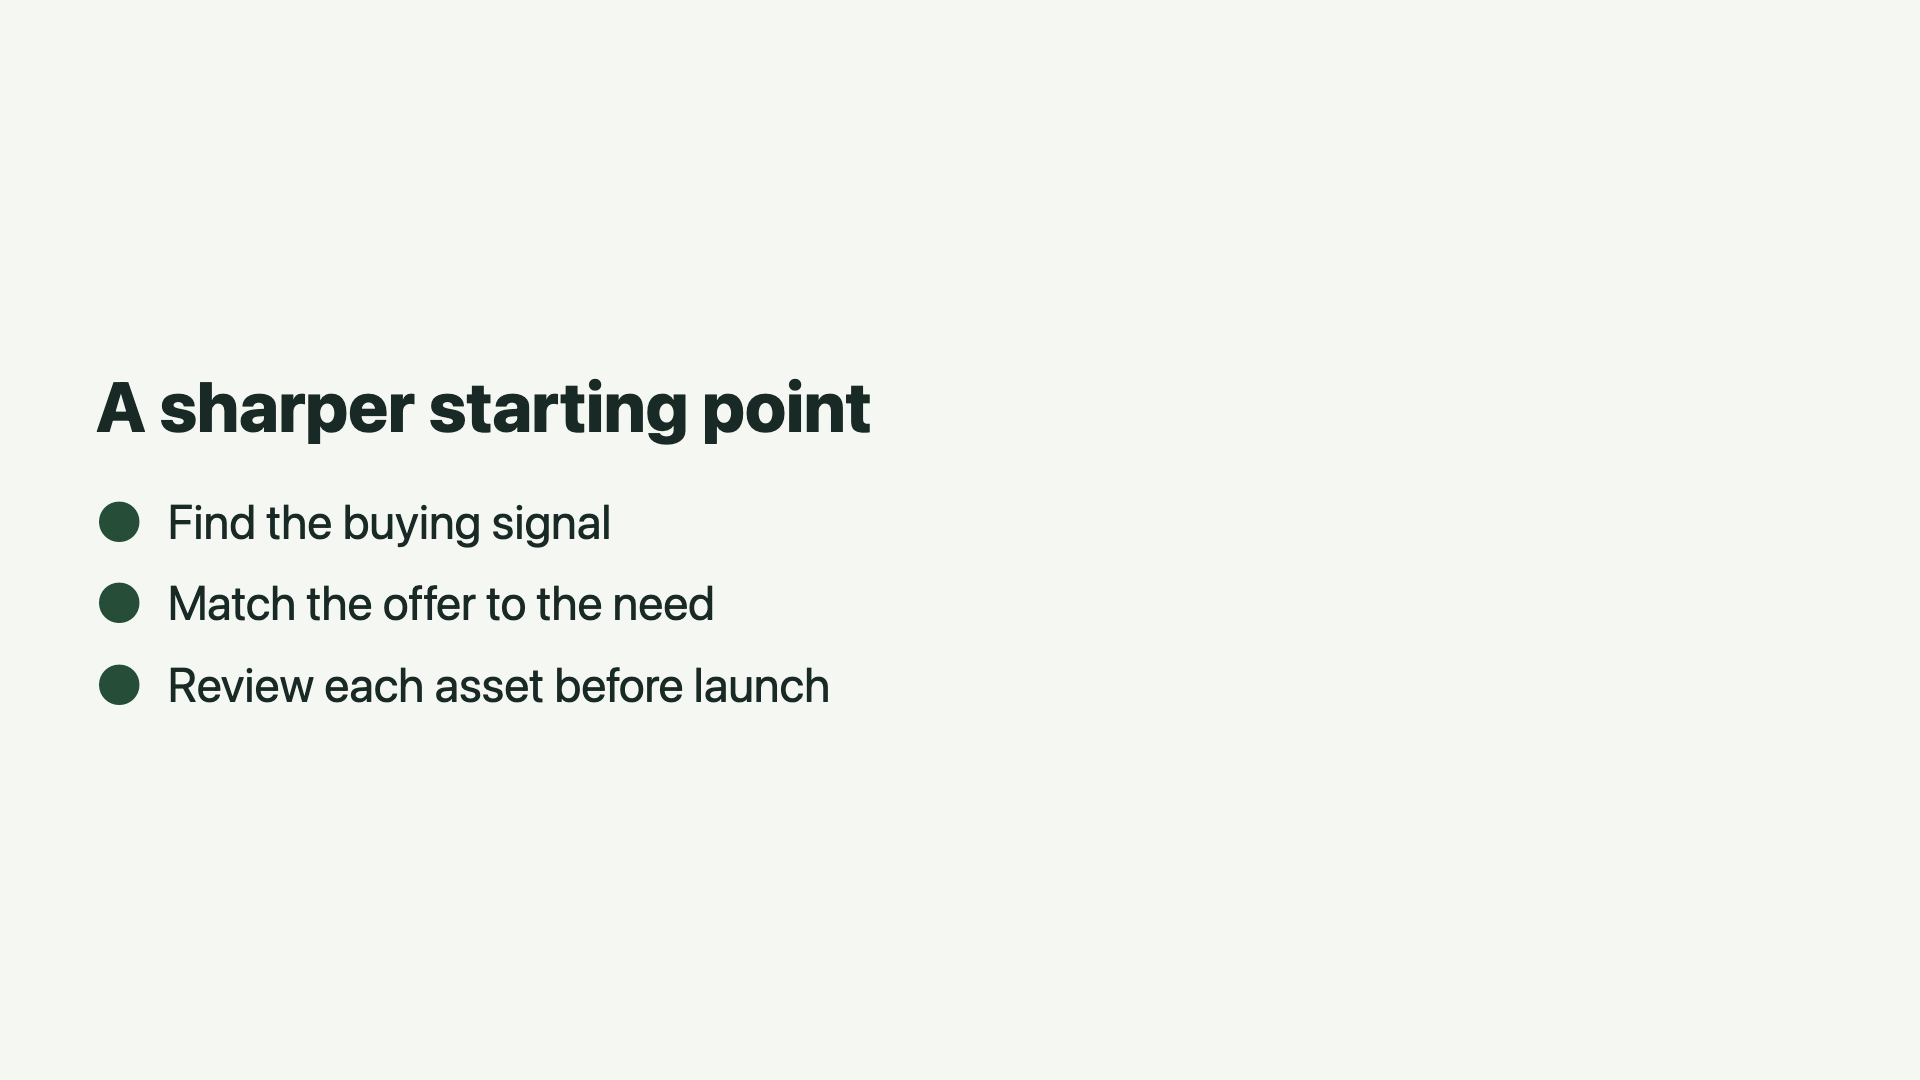 A sharper starting point
Find the buying signal
Match the offer to the need
Review each asset before launch